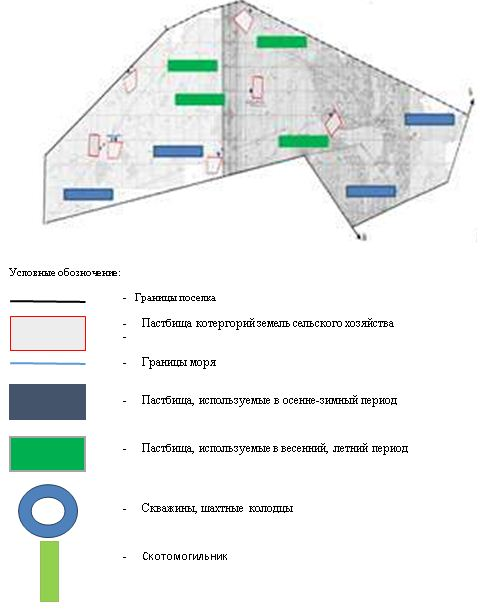 Условные обозначение:
- Границы поселка
- Пастбища котергорий земель сельского хозяйства
-
- Границы моря
- Пастбища, используемые в осенне-зимный период
- Пастбища, используемые в весенний, летний период
- Скважины, шахтные колодцы
- Скотомогильник